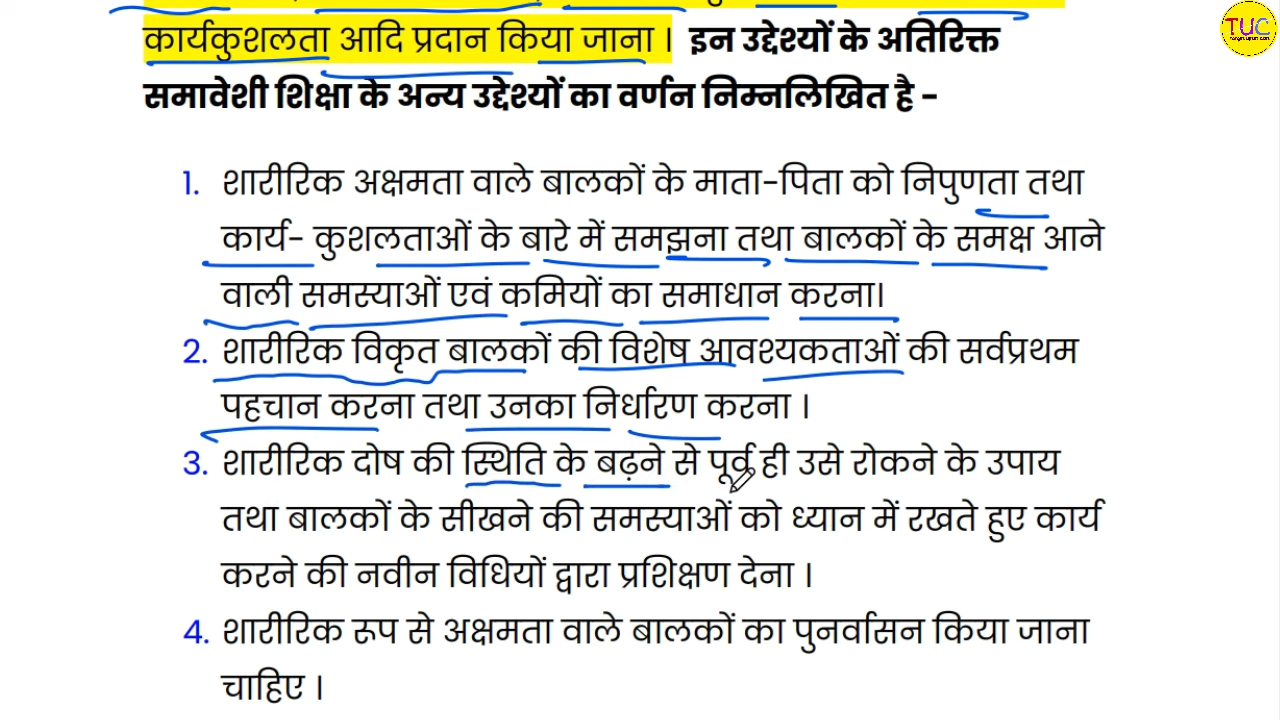 TUC
कार्यकुशलता आदि प्रदान किया जाना । इन उद्देश्यों के अतिरिक्त
समावेशी शिक्षा के अन्य उद्देश्यों का वर्णन निम्नलिखित है -
1. शारीरिक अक्षमता वाले बालकों के माता-पिता को निपुणता तथा
कार्य- कुशलताओं के बारे में समझना तथा बालकों के समक्ष आने
वाली समस्याओं एवं कमियों का समाधान करना।
2. शारीरिक विकृत बालकों की विशेष आवश्यकताओं की सर्वप्रथम
पहचान करना तथा उनका निर्धारण करना ।
3. शारीरिक दोष की स्थिति के बढ़ने से पूर्व ही उसे रोकने के उपाय
तथा बालकों के सीखने की समस्याओं को ध्यान में रखते हुए कार्य
करने की नवीन विधियों द्वारा प्रशिक्षण देना ।
4. शारीरिक रूप से अक्षमता वाले बालकों का पुनर्वासन किया जाना
चाहिए ।